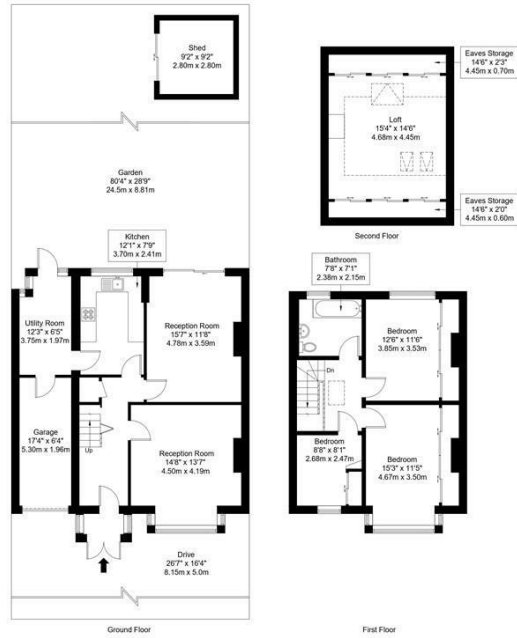 Shed
9'2" x 9'2"
2.80m x 2.80m
Garden
80'4" x 28'9"
24.5m x 8.81m
Kitchen
12'1" x 7'9"
3.70m x 2.41m
Utility Room
12'3" x 6'5"
3.75m x 1.97m
Reception Room
15'7" x 11'8"
4.78m x 3.59m
Garage
17'4" x 6'4"
5.30m x 1.96m
Up
Reception Room
14'8" x 13'7"
4.50m x 4.19m
Drive
26'7" x 16'4"
8.15m x 5.0m
Ground Floor
Eaves Storage
14'6" x 2'3"
4.45m x 0.70m
Loft
15'4" x 14'6"
4.68m x 4.45m
Eaves Storage
14'6" x 2'0"
4.45m x 0.60m
Second Floor
Bathroom
7'8" x 7'1"
2.38m x 2.15m
Bedroom
12'6" x 11'6"
3.85m x 3.53m
Dn
Bedroom
8'8" x 8'1"
2.68m x 2.47m
Bedroom
15'3" x 11'5"
4.67m x 3.50m
First Floor